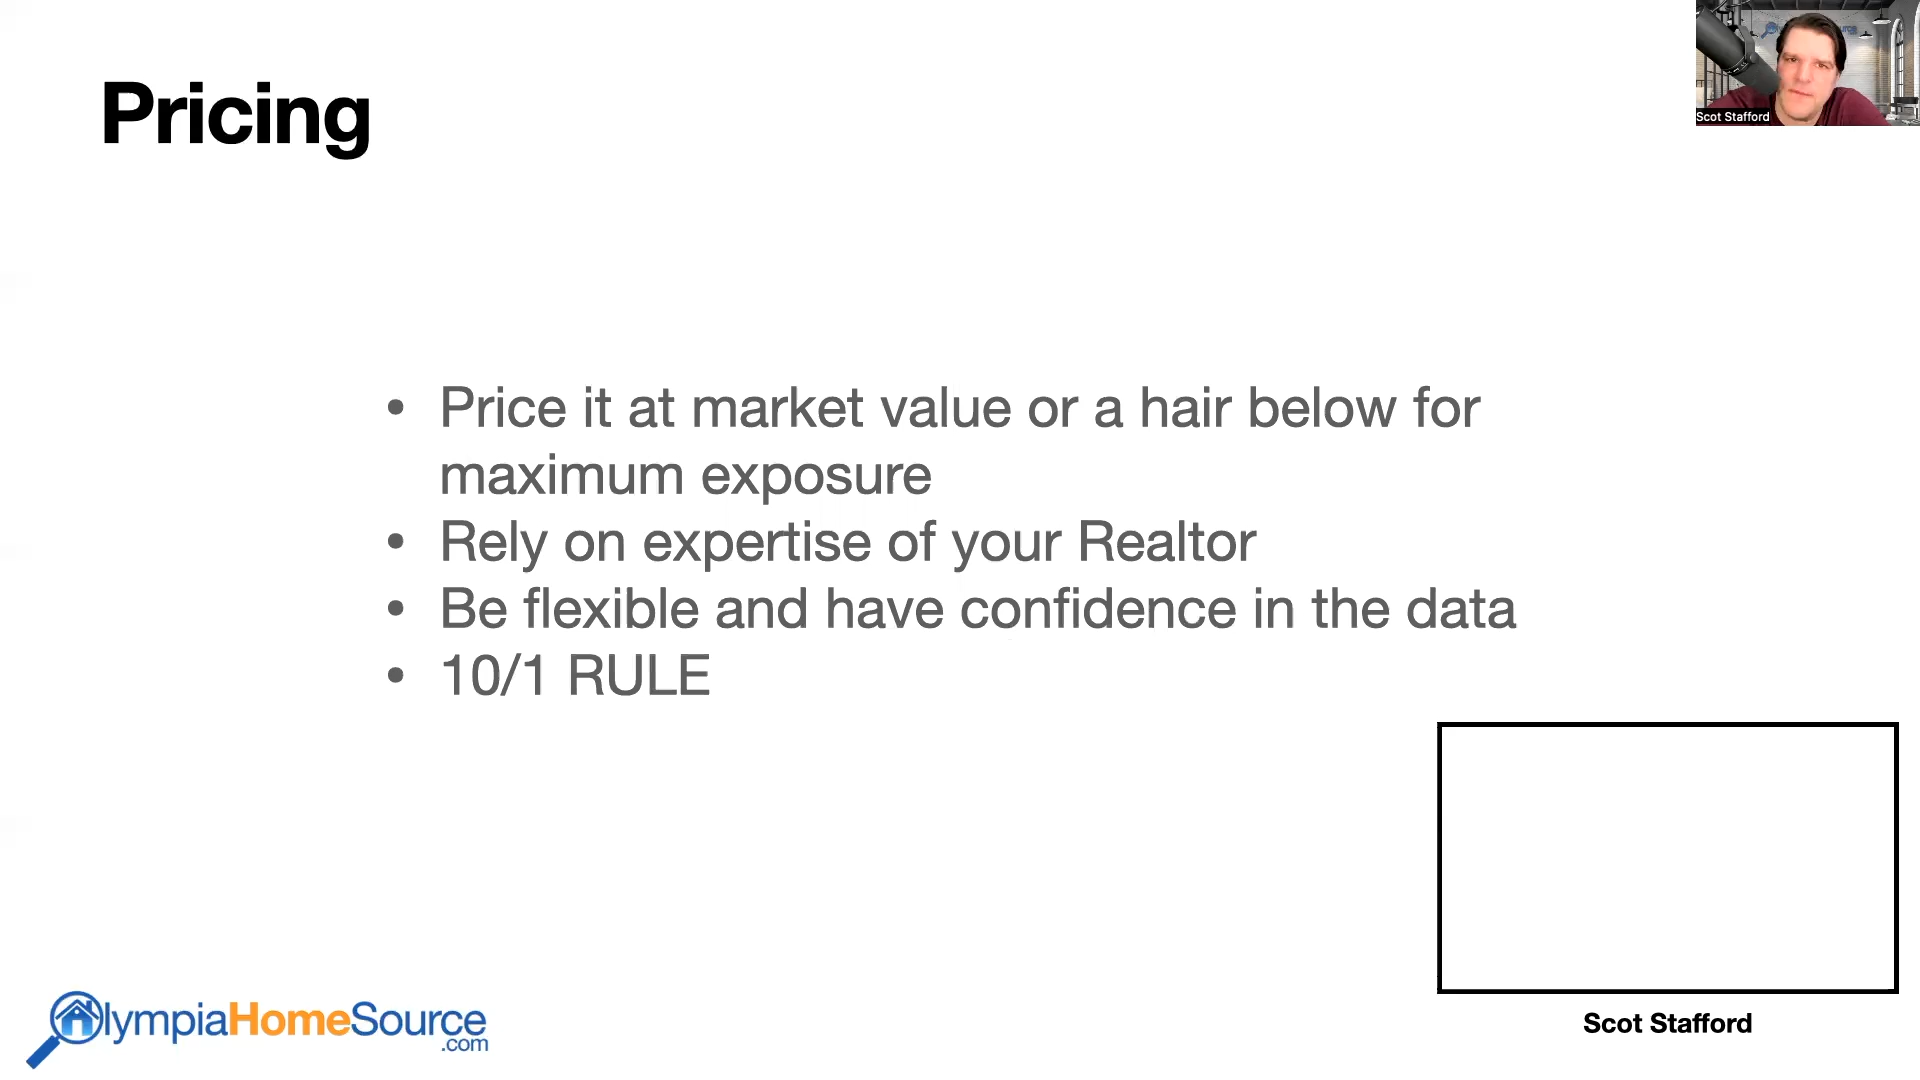 Pricing
Scot Stafford
• Price it at market value or a hair below for
maximum exposure
• Rely on expertise of your Realtor
• Be flexible and have confidence in the data
• 10/1 RULE
OlympiaHomeSource
.com
Scot Stafford